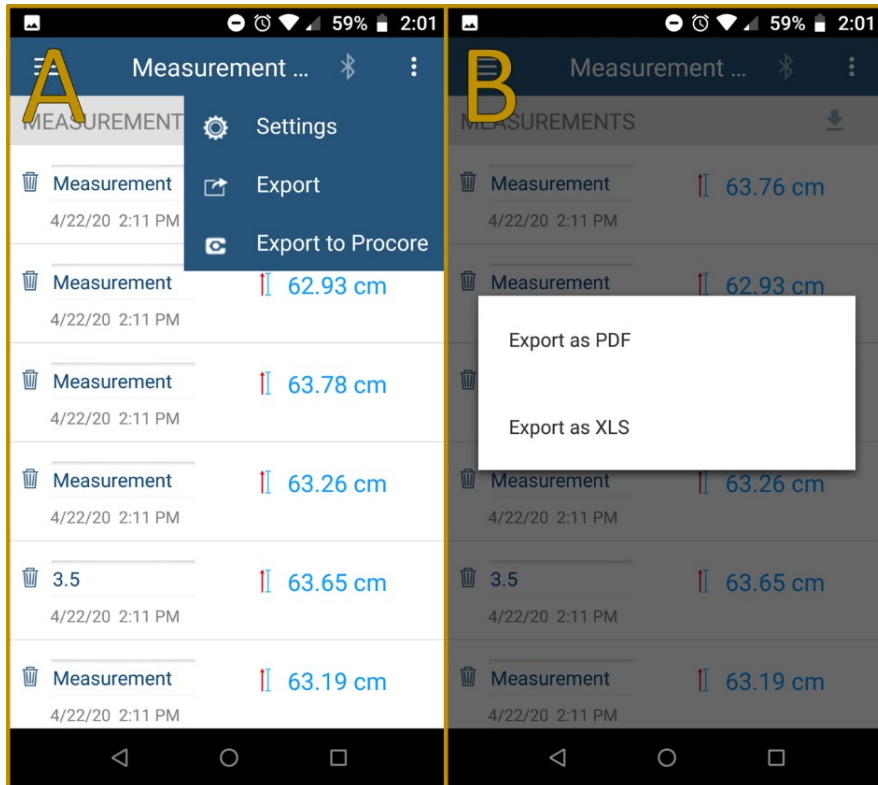 A
59% 2:01
Measurement ...
MEASUREMENT
Settings
Export
Export to Procore
Measurement
4/22/20 2:11 PM
Measurement 62.93 cm
4/22/20 2:11 PM
Measurement 63.78 cm
4/22/20 2:11 PM
Measurement 63.26 cm
4/22/20 2:11 PM
3.5 63.65 cm
4/22/20 2:11 PM
Measurement 63.19 cm
4/22/20 2:11 PM
B
59% 2:01
Measurement ...
MEASUREMENTS
Measurement 63.76 cm
4/22/20 2:11 PM
Measurement 62.93 cm
Export as PDF
Export as XLS
Measurement 63.26 cm
4/22/20 2:11 PM
3.5 63.65 cm
4/22/20 2:11 PM
Measurement 63.19 cm
4/22/20 2:11 PM